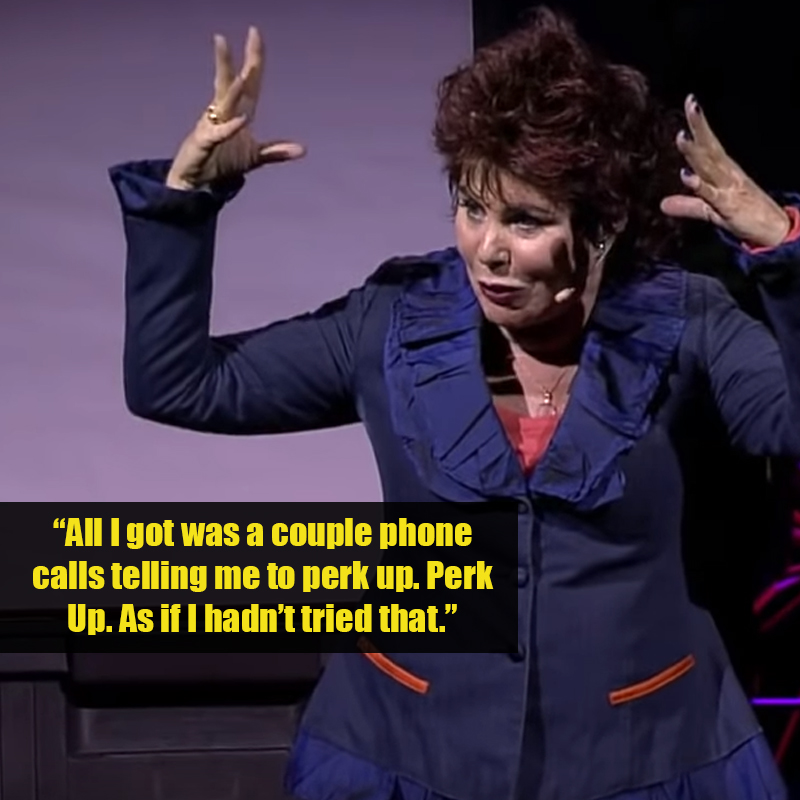 “All I got was a couple phone
calls telling me to perk up. Perk
Up. As if I hadn’t tried that.”